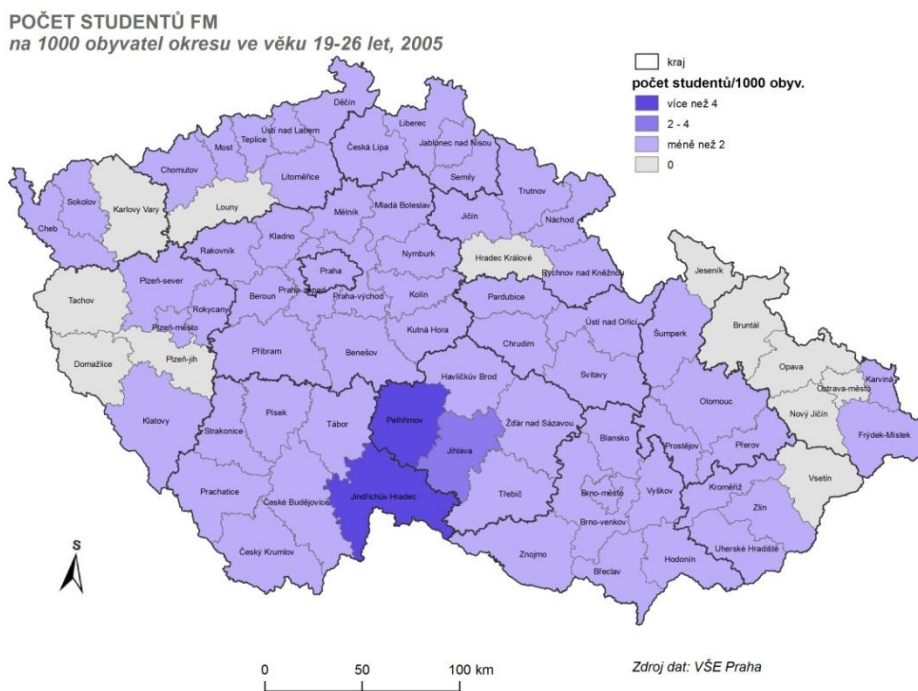 POČET STUDENTŮ FM
na 1000 obyvatel okresu ve věku 19-26 let, 2005
kraj
počet studentů/1000 obyv.
více než 4
2 - 4
méně než 2
0
Děčín
Ústí nad Labem
Teplice
Most
Chomutov
Liberec
Česká Lípa
Jablonec nad Nisou
Semily
Litoměřice
Louny
Karlovy Vary
Sokolov
Cheb
Trutnov
Náchod
Jičín
Mladá Boleslav
Mělník
Kladno
Rakovník
Nymburk
Hradec Králové
Rychnov nad Kněžnou
Praha
Praha-západ
Praha-východ
Beroun
Kolín
Kutná Hora
Plzeň-sever
Rokycany
Plzeň-město
Plzeň-jih
Tachov
Domažlice
Klatovy
Příbram
Benešov
Pardubice
Chrudim
Ústí nad Orlicí
Svitavy
Šumperk
Jeseník
Bruntál
Opava
Ostrava-město
Karviná
Nový Jičín
Frýdek-Místek
Olomouc
Prostějov
Přerov
Vsetín
Havlíčkův Brod
Pelhřimov
Jihlava
Žďár nad Sázavou
Třebíč
Strakonice
Písek
Tábor
Prachatice
České Budějovice
Jindřichův Hradec
Český Krumlov
Blansko
Brno-město
Vyškov
Brno-venkov
Znojmo
Břeclav
Hodonín
Kroměříž
Zlín
Uherské Hradiště
S
0 50 100 km
Zdroj dat: VŠE Praha